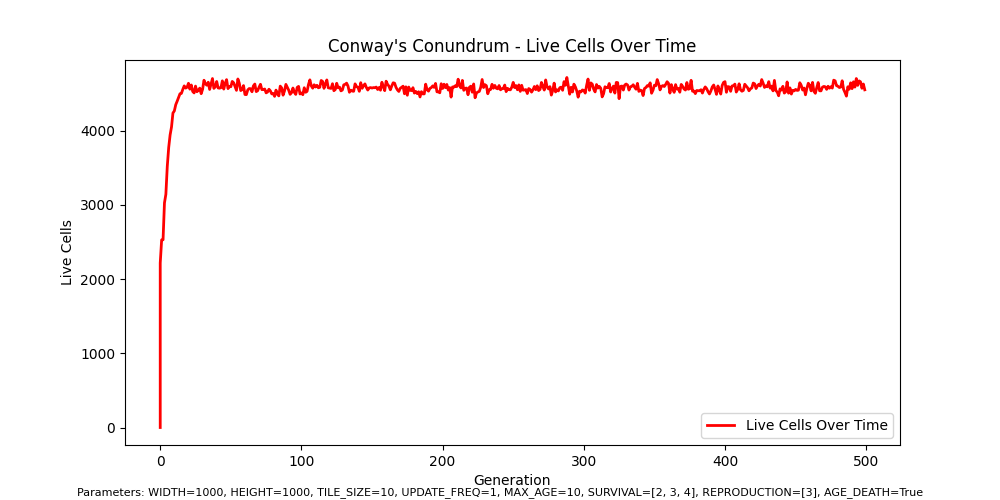 Conway's Conundrum - Live Cells Over Time
4000
3000
2000
1000
0
Live Cells
Live Cells Over Time
0 100 200 300 400 500
Generation
Parameters: WIDTH=1000, HEIGHT=1000, TILE_SIZE=10, UPDATE_FREQ=1, MAX_AGE=10, SURVIVAL=[2, 3, 4], REPRODUCTION=[3], AGE_DEATH=True